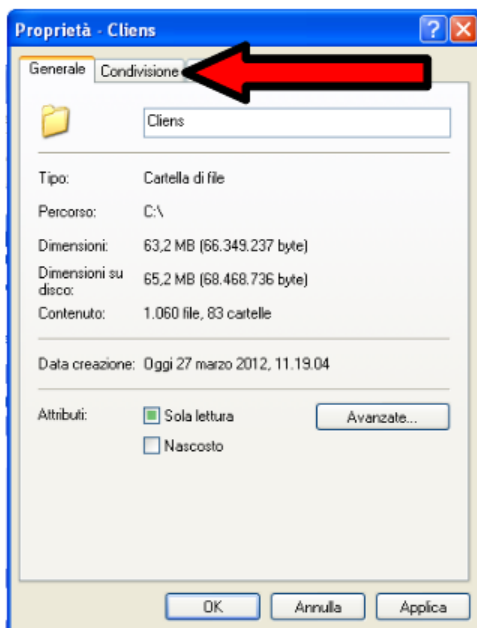 Proprietà - Cliens
Generale Condivisione
Cliens
Tipo: Cartella di file
Percorso: C:\
Dimensioni: 63,2 MB (66.349.237 byte)
Dimensioni su disco: 65,2 MB (68.468.736 byte)
Contenuto: 1.060 file, 83 cartelle
Data creazione: Oggi 27 marzo 2012, 11.19.04
Attributi: Sola lettura Avanzate...
Nascosto
OK Annulla Applica